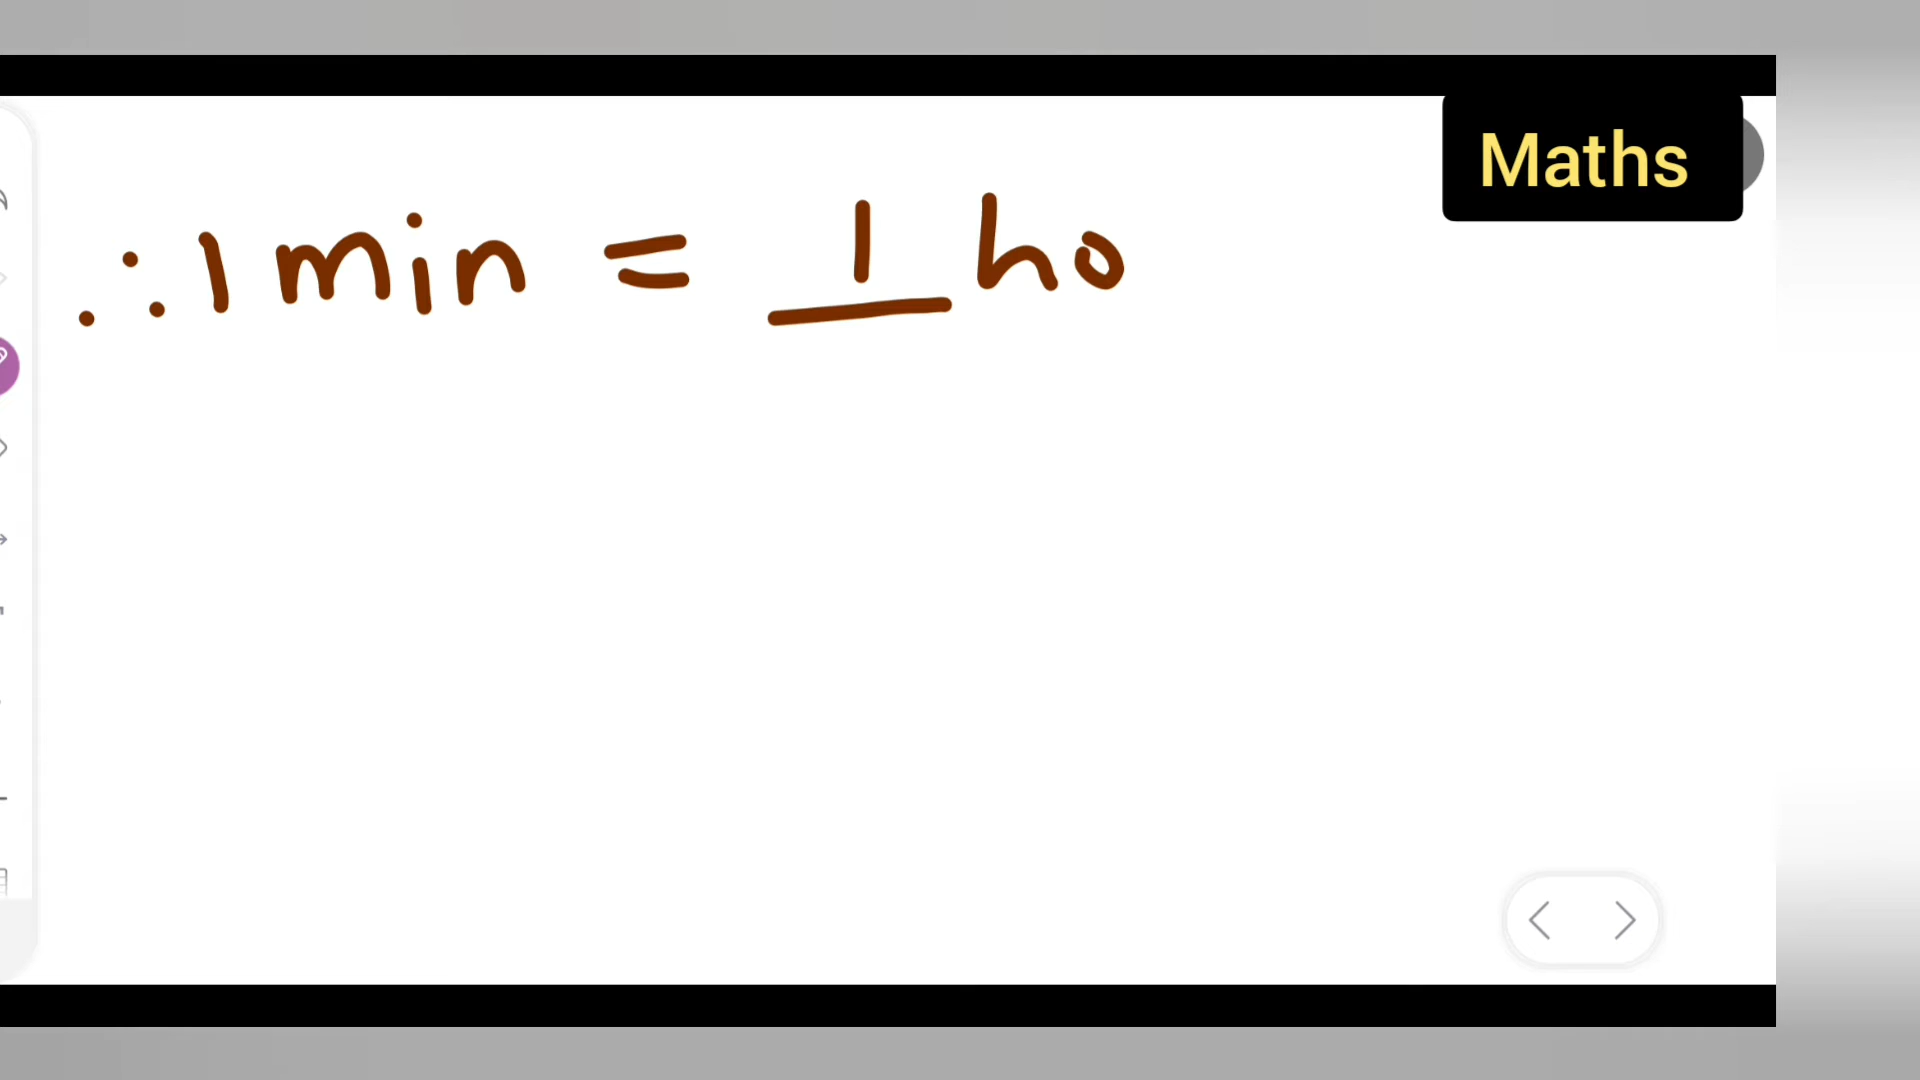 Maths
∴ 1 min = 1 ho